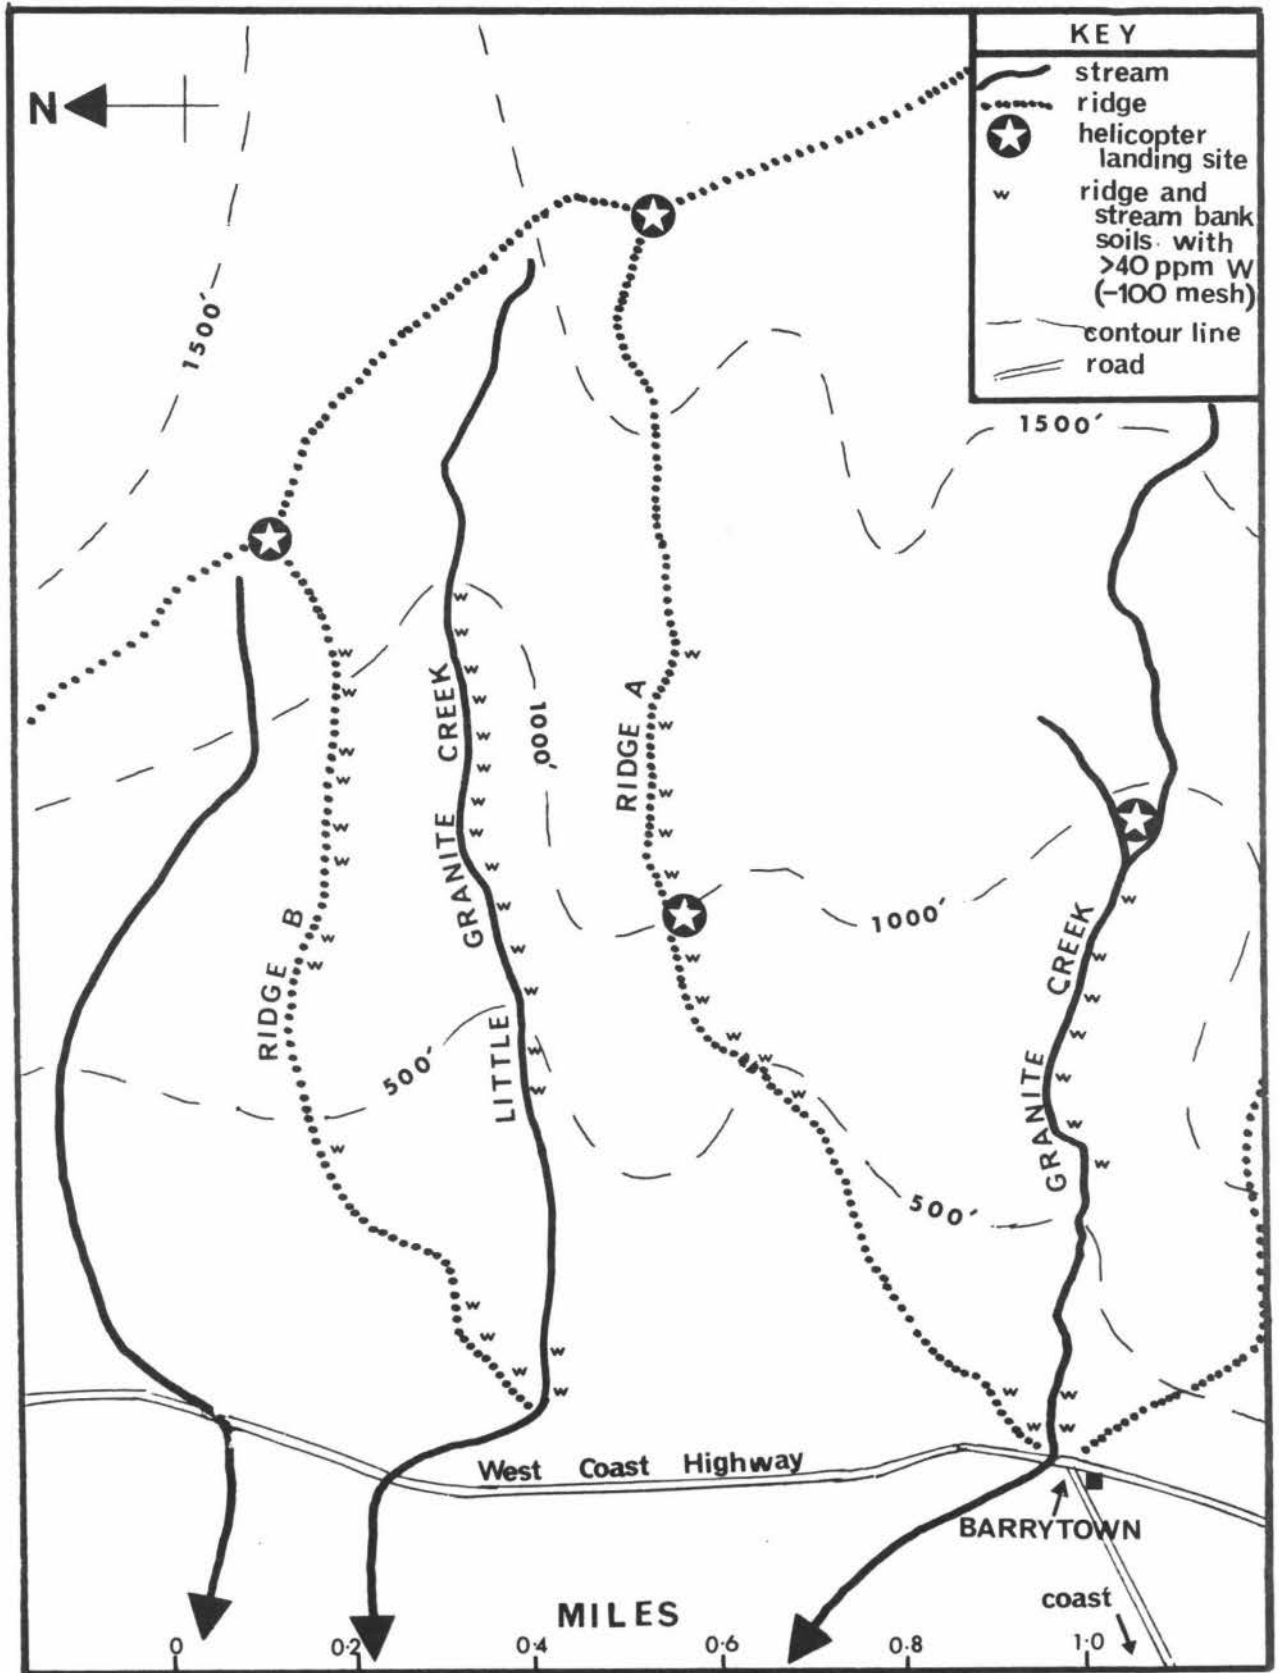 KEY
stream
ridge
helicopter
landing site
w
ridge and
stream bank
soils with
>40 ppm W
(-100 mesh)
contour line
road
N
1500′
1500′
RIDGE A
1000′
1000′
RIDGE B
LITTLE GRANITE CREEK
GRANITE CREEK
500′
500′
West Coast Highway
BARRYTOWN
coast
MILES
0 0·2 0·4 0·6 0·8 1·0
w w w w w w w w w w w w w
w w w w w w w w w w w w w w w w w
w w w w w w w w w w w w
w w w w w w w w w